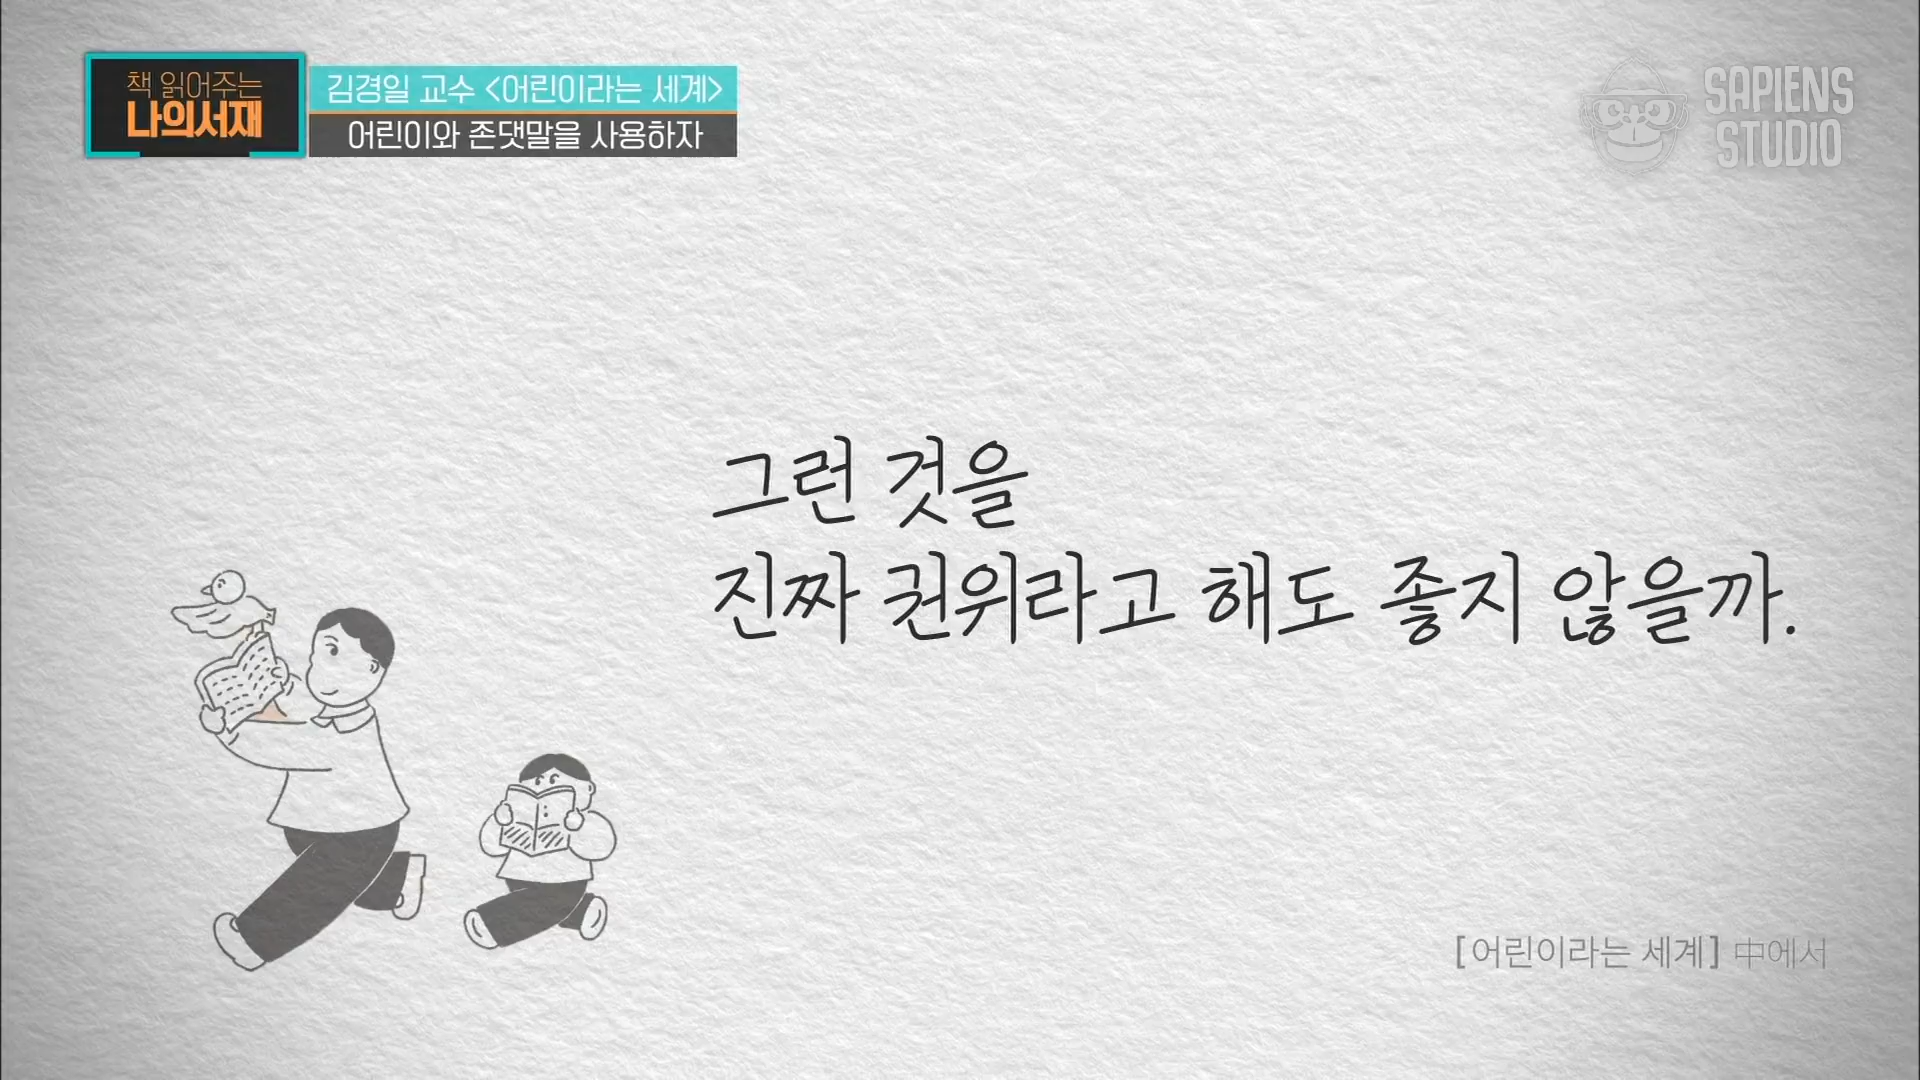 책 읽어주는
나의서재
김경일 교수 <어린이라는 세계>
어린이와 존댓말을 사용하자
SAPIENS
STUDIO
그런 것을
진짜 권위라고 해도 좋지 않을까.
[어린이라는 세계] 中에서